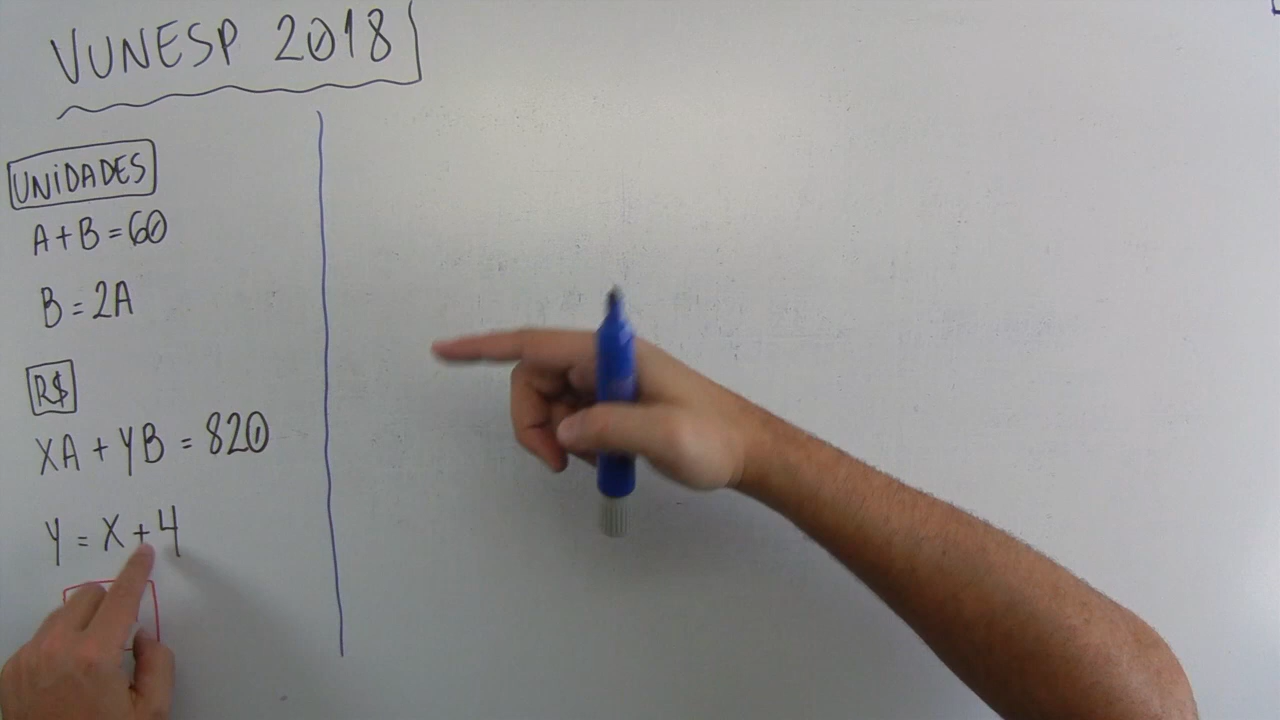 VUNESP 2018
UNiDADES
A+B=60
B=2A
R$
XA + YB = 820
Y = X + 4